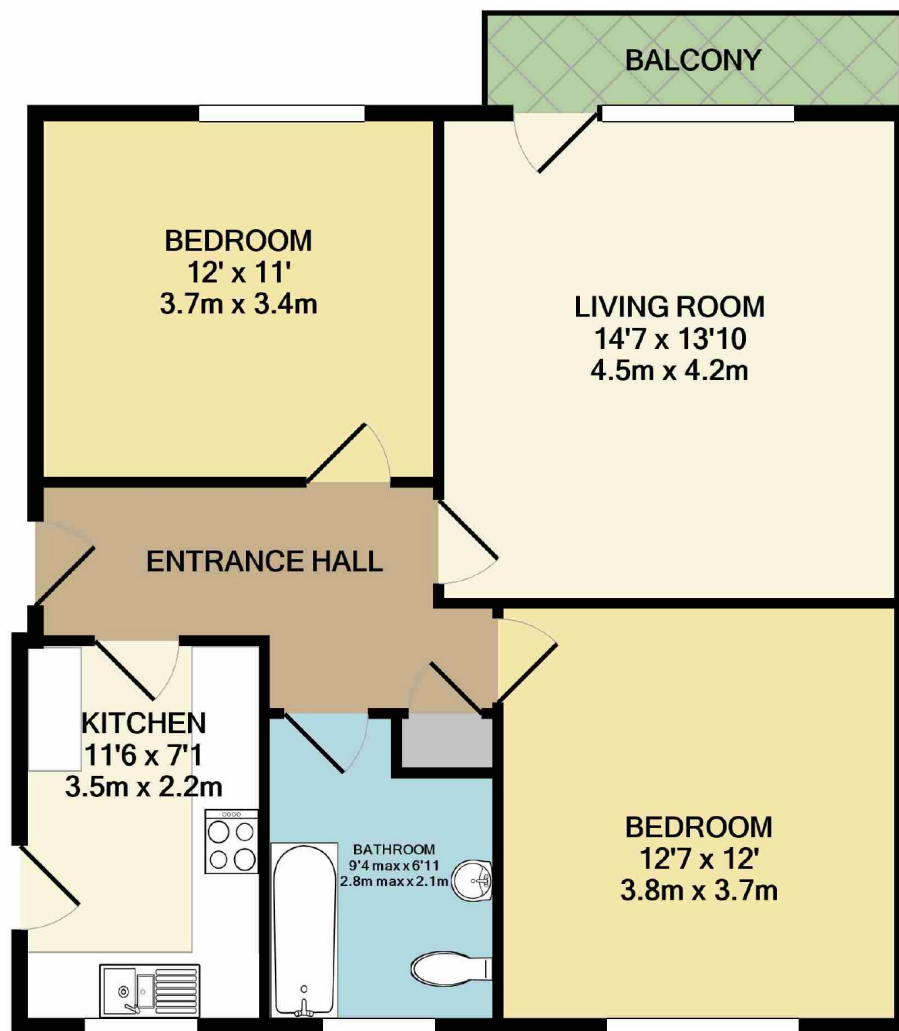 BALCONY
BEDROOM
12' x 11'
3.7m x 3.4m
LIVING ROOM
14'7 x 13'10
4.5m x 4.2m
ENTRANCE HALL
KITCHEN
11'6 x 7'1
3.5m x 2.2m
BATHROOM
9'4 max x 6'11
2.8m max x 2.1m
BEDROOM
12'7 x 12'
3.8m x 3.7m